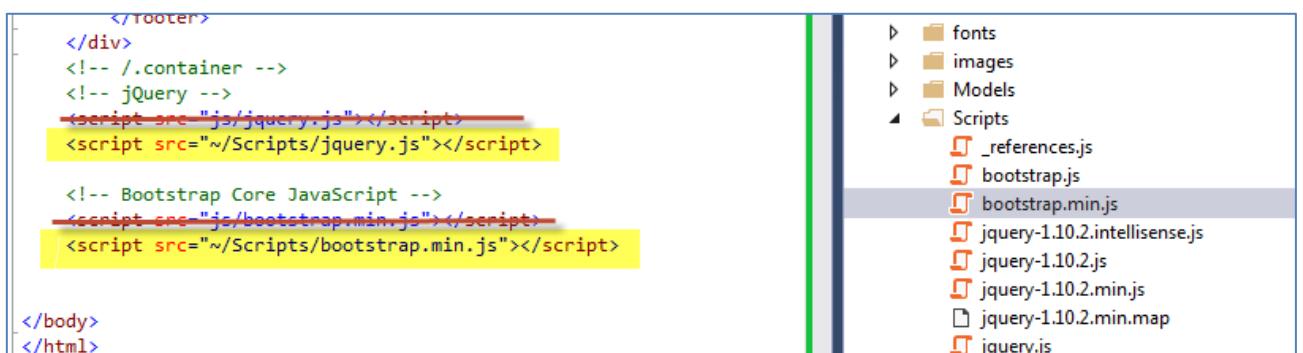 </footer>
</div>
<!-- /.container -->
<!-- jQuery -->
<script src="js/jquery.js"></script>
<script src="~/Scripts/jquery.js"></script>
<!-- Bootstrap Core JavaScript -->
<script src="js/bootstrap.min.js"></script>
<script src="~/Scripts/bootstrap.min.js"></script>
</body>
</html>
fonts
images
Models
Scripts
_references.js
bootstrap.js
bootstrap.min.js
jquery-1.10.2.intellisense.js
jquery-1.10.2.js
jquery-1.10.2.min.js
jquery-1.10.2.min.map
jquery.js